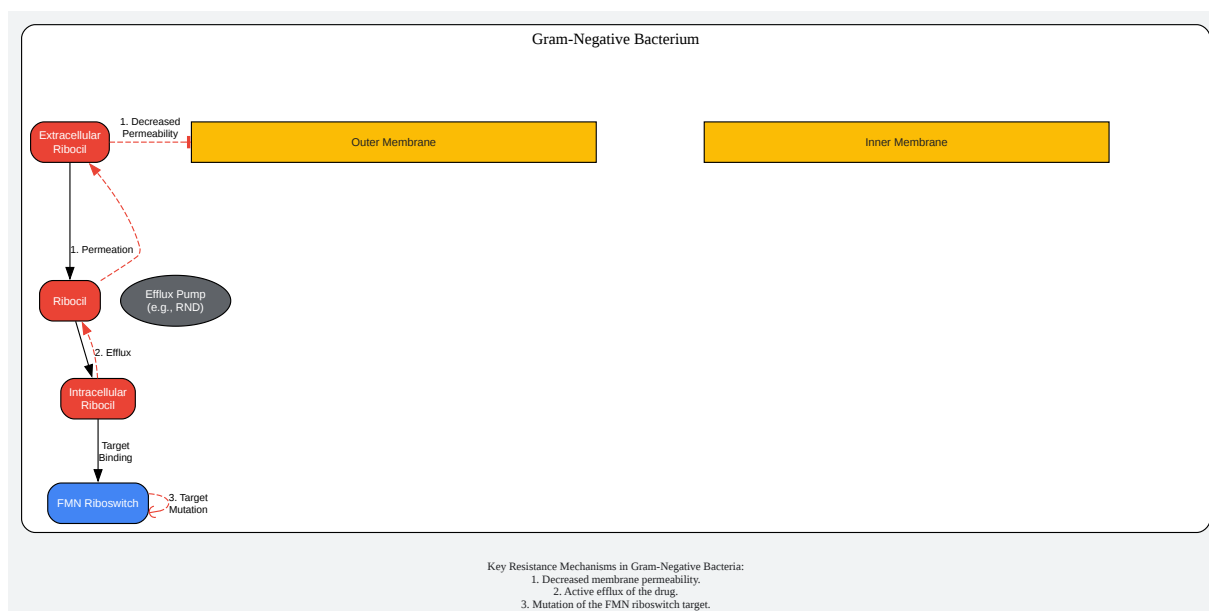 Gram-Negative Bacterium
1. Decreased
Permeability
Extracellular
Ribocil
Outer Membrane
Inner Membrane
1. Permeation
Ribocil
Efflux Pump
(e.g., RND)
2. Efflux
Intracellular
Ribocil
Target
Binding
FMN Riboswitch
3. Target
Mutation
Key Resistance Mechanisms in Gram-Negative Bacteria:
1. Decreased membrane permeability.
2. Active efflux of the drug.
3. Mutation of the FMN riboswitch target.